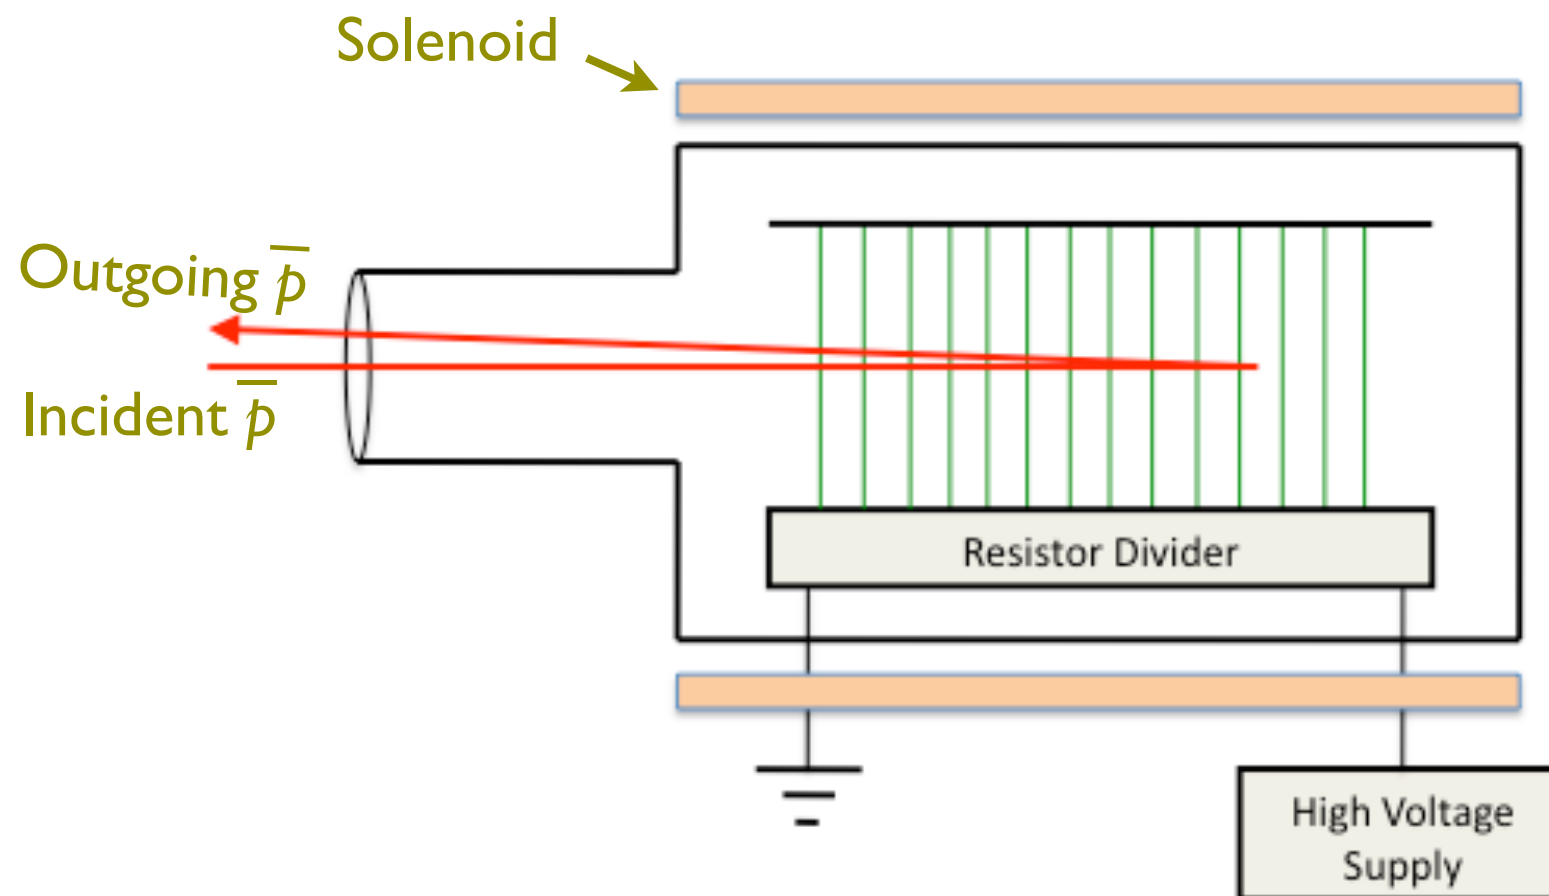 Solenoid
Outgoing p̅
Incident p̅
Resistor Divider
High Voltage
Supply